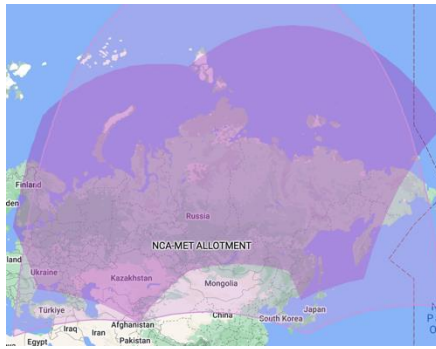 Finland
den
Russia
NCA-MET ALLOTMENT
land
Ukraine
Kazakhstan
Mongolia
Türkiye
Japan
China
South Korea
Iraq
Iran
Afghanistan
Pakistan
Egypt
N
P
O